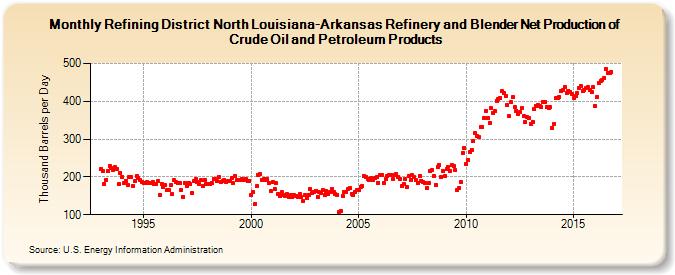 Monthly Refining District North Louisiana-Arkansas Refinery and Blender Net Production of
Crude Oil and Petroleum Products
Thousand Barrels per Day
500
400
300
200
100
1995
2000
2005
2010
2015
Source: U.S. Energy Information Administration